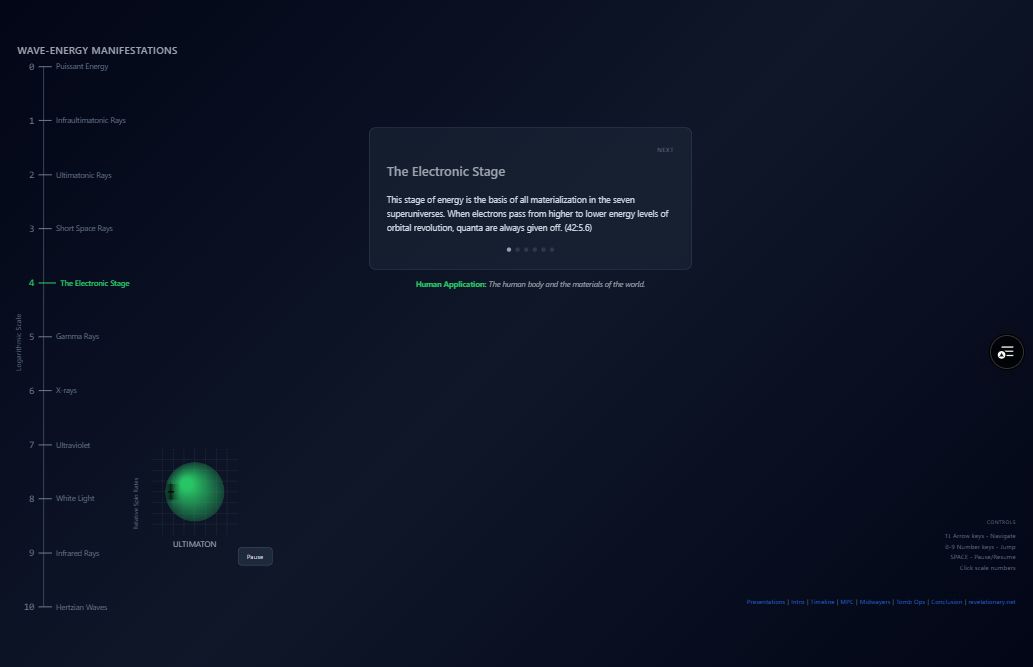 WAVE-ENERGY MANIFESTATIONS
0 Puissant Energy
1 Infraultimatonic Rays
2 Ultimatonic Rays
3 Short Space Rays
4 The Electronic Stage
Logarithmic Scale
5 Gamma Rays
6 X-rays
7 Ultraviolet
8 White Light
9 Infrared Rays
10 Hertzian Waves
NEXT
The Electronic Stage
This stage of energy is the basis of all materialization in the seven
superuniverses. When electrons pass from higher to lower energy levels of
orbital revolution, quanta are always given off. (42:5.6)
Human Application: The human body and the materials of the world.
Relative Spin Rates
ULTIMATON
Pause
CONTROLS
↑↓ Arrow keys - Navigate
0-9 Number keys - Jump
SPACE - Pause/Resume
Click scale numbers
Presentations | Intro | Timeline | MPC | Midwayers | Tomb Ops | Conclusion | revelationary.net